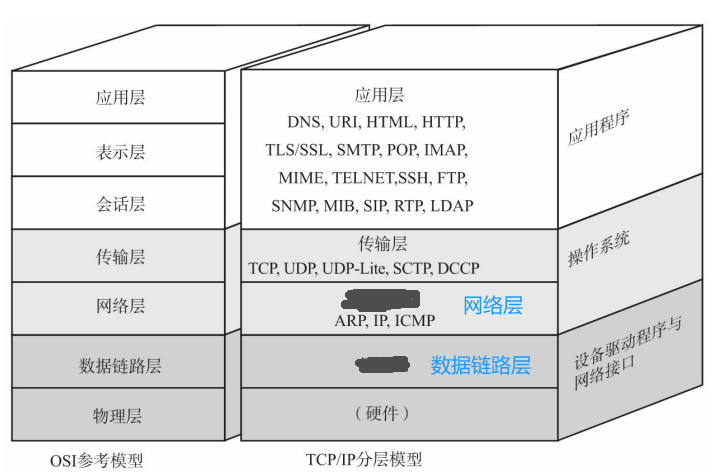 应用层
表示层
会话层
传输层
网络层
数据链路层
物理层
OSI参考模型
应用层
DNS, URI, HTML, HTTP,
TLS/SSL, SMTP, POP, IMAP,
MIME, TELNET,SSH, FTP,
SNMP, MIB, SIP, RTP, LDAP
传输层
TCP, UDP, UDP-Lite, SCTP, DCCP
网络层
ARP, IP, ICMP
数据链路层
（硬件）
TCP/IP分层模型
应用程序
操作系统
设备驱动程序与
网络接口